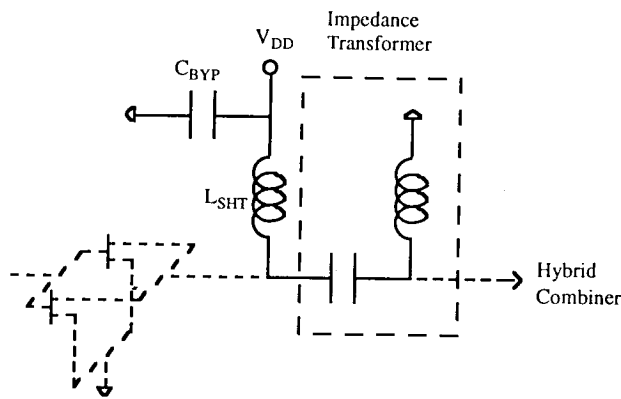 Impedance
Transformer
V_DD
C_BYP
L_SHT
Hybrid
Combiner